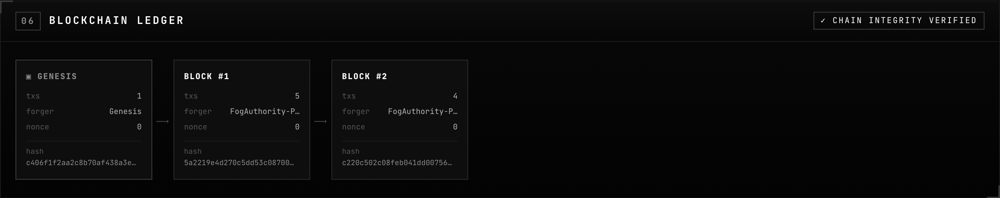 06 BLOCKCHAIN LEDGER
✓ CHAIN INTEGRITY VERIFIED
▣ GENESIS
txs 1
forger Genesis
nonce 0
hash
c406f1f2aa2c8b70af438a3e…
⟶
BLOCK #1
txs 5
forger FogAuthority-P…
nonce 0
hash
5a2219e4d270c5dd53c08700…
⟶
BLOCK #2
txs 4
forger FogAuthority-P…
nonce 0
hash
c220c502c08feb041dd00756…